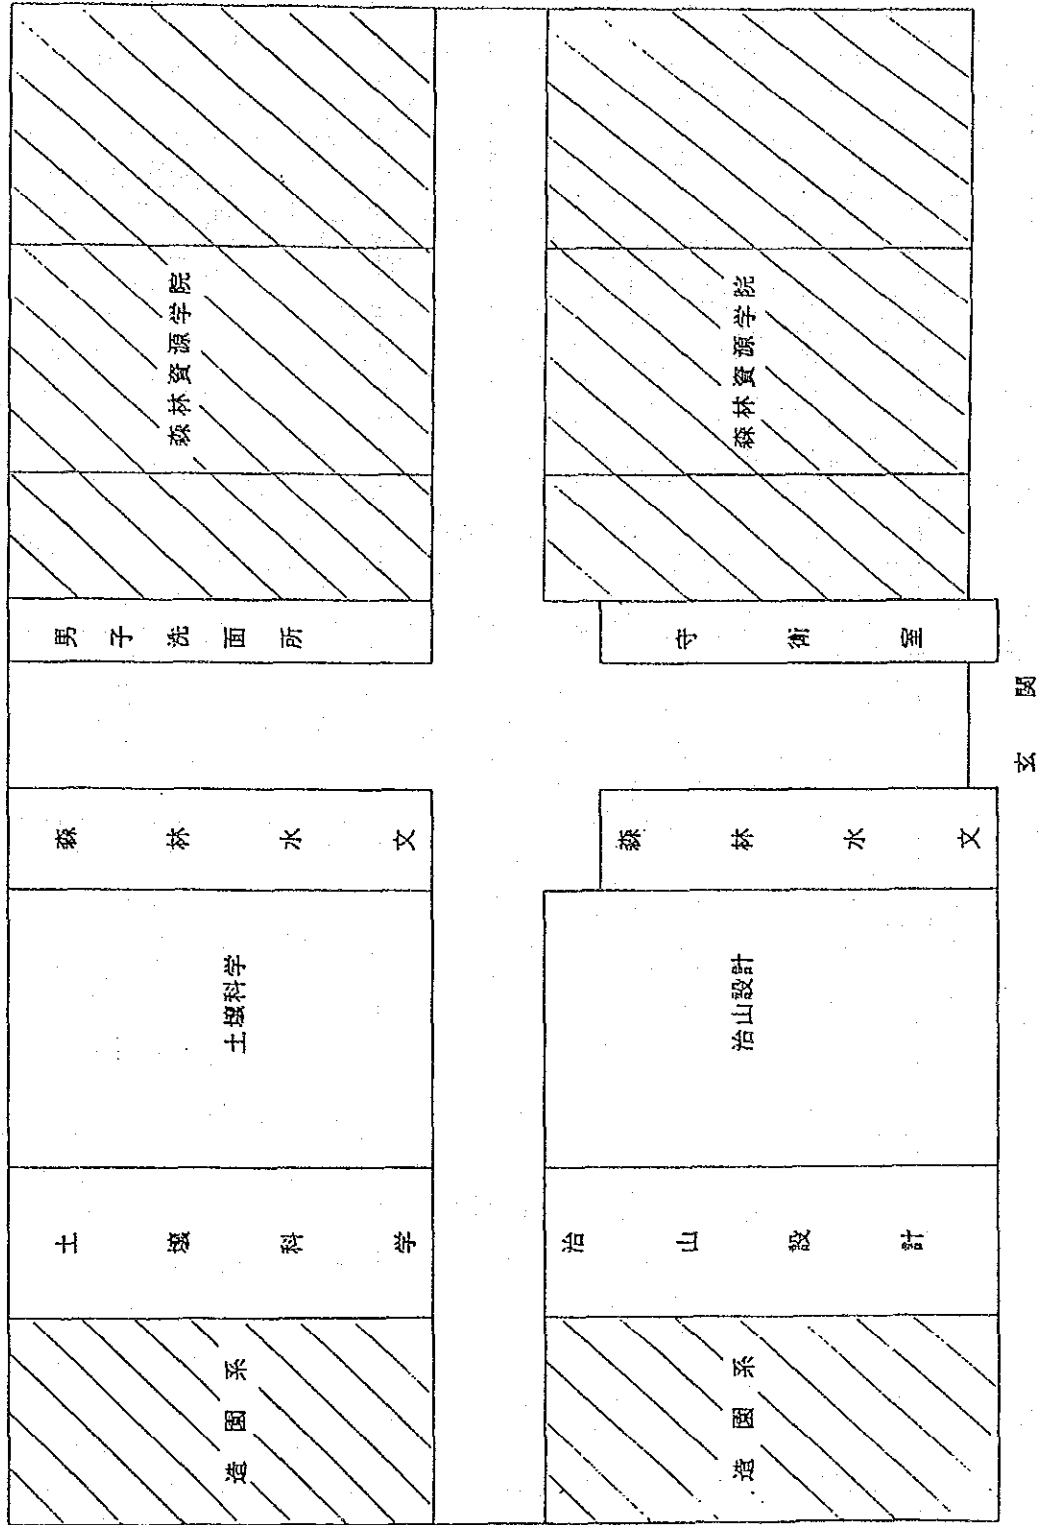 森林資源学院
男子洗面所
森林水文
土壌科学
土壌科学
造園系
森林資源学院
守衛室
森林水文
治山設計
治山設計
造園系
玄関